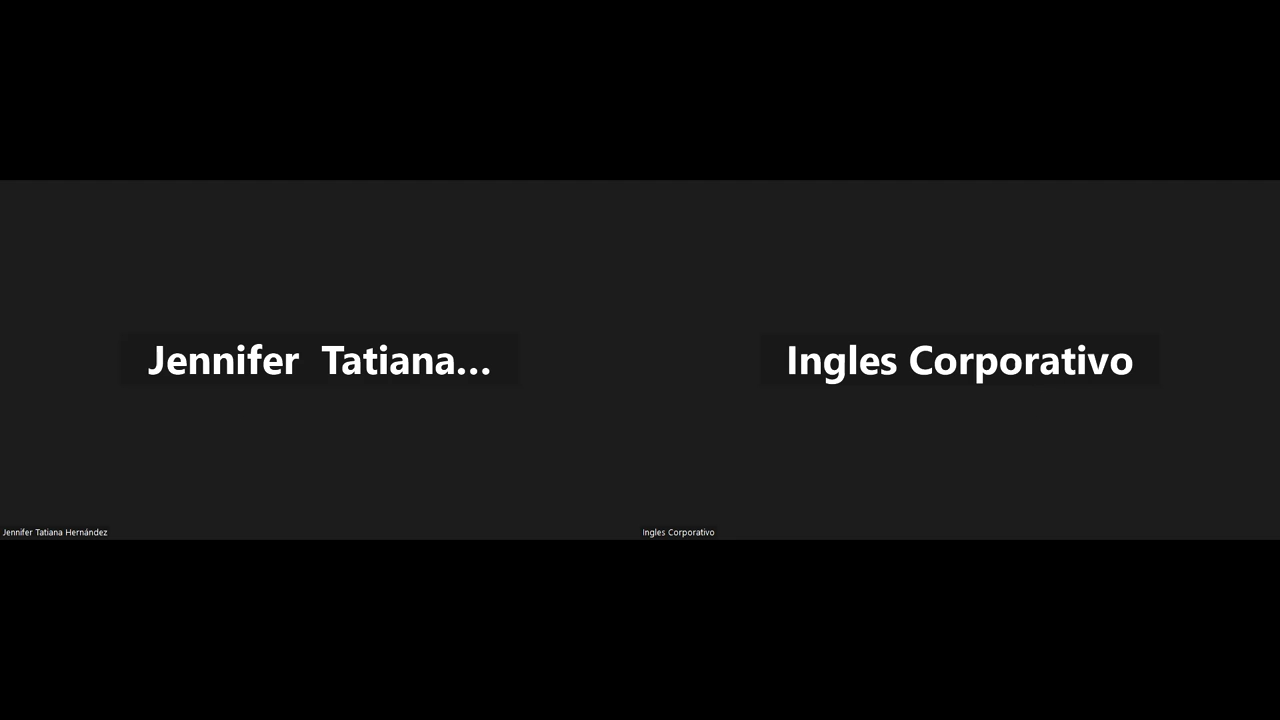 Jennifer  Tatiana...
Ingles Corporativo
Jennifer Tatiana Hernández
Ingles Corporativo